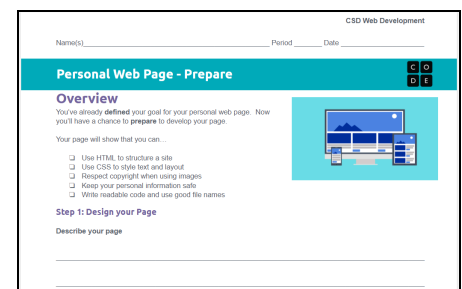 CSD Web Development
Name(s)____________________ Period _____ Date ____________
Personal Web Page - Prepare
C O
D E
Overview
You've already defined your goal for your personal web page. Now
you'll have a chance to prepare to develop your page.
Your page will show that you can...
❏ Use HTML to structure a site
❏ Use CSS to style text and layout
❏ Respect copyright when using images
❏ Keep your personal information safe
❏ Write readable code and use good file names
Step 1: Design your Page
Describe your page